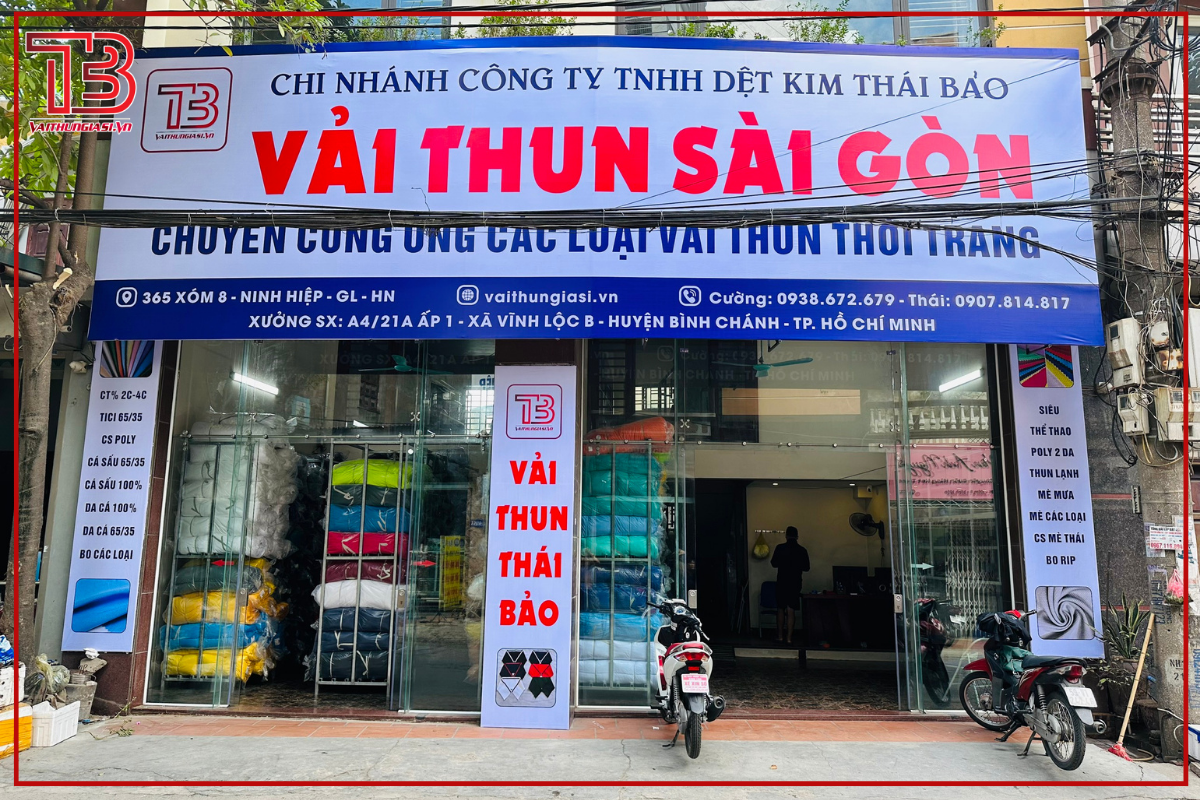 TB
VAITHUNGIASI.VN
TB
VAITHUNGIASI.VN
CHI NHÁNH CÔNG TY TNHH DỆT KIM THÁI BẢO
VẢI THUN SÀI GÒN
CHUYÊN CUNG ỨNG CÁC LOẠI VẢI THUN THỜI TRANG
365 XÓM 8 - NINH HIỆP - GL - HN
vaithungiasi.vn
Cường: 0938.672.679 - Thái: 0907.814.817
XƯỞNG SX: A4/21A ẤP 1 - XÃ VĨNH LỘC B - HUYỆN BÌNH CHÁNH - TP. HỒ CHÍ MINH
CT% 2C-4C
TICI 65/35
CS POLY
CÁ SẤU 65/35
CÁ SẤU 100%
DA CÁ 100%
DA CÁ 65/35
BO CÁC LOẠI
TB
VAITHUNGIASI.VN
VẢI
THUN
THÁI
BẢO
SIÊU
THỂ THAO
POLY 2 DA
THUN LẠNH
MÈ MƯA
MÈ CÁC LOẠI
CS MÈ THÁI
BO RIP